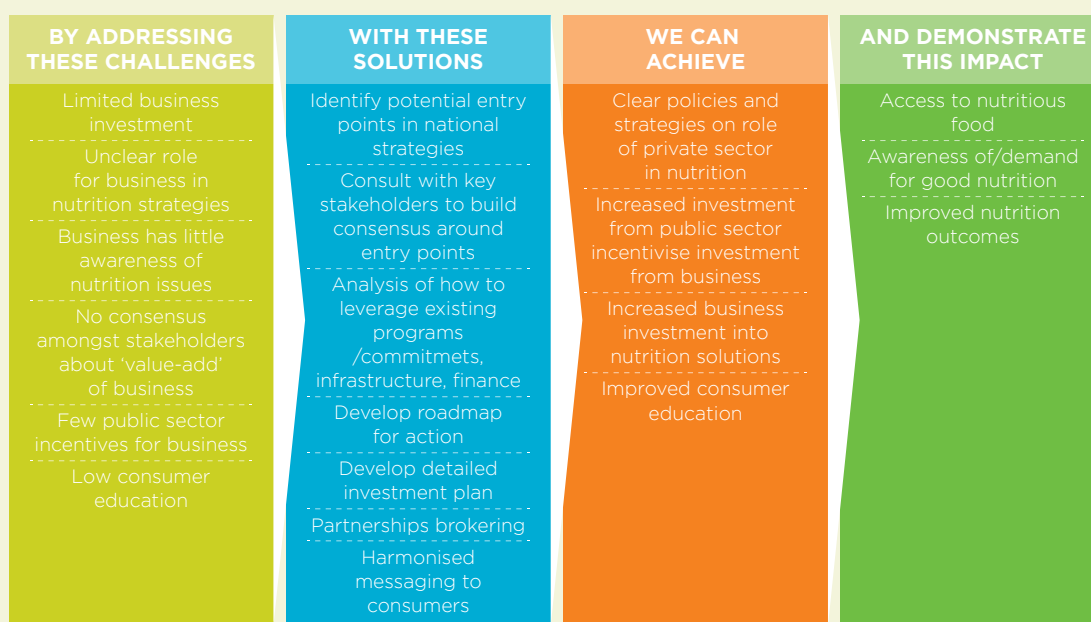 BY ADDRESSING
THESE CHALLENGES
Limited business
investment
Unclear role
for business in
nutrition strategies
Business has little
awareness of
nutrition issues
No consensus
amongst stakeholders
about ‘value-add’
of business
Few public sector
incentives for business
Low consumer
education
WITH THESE
SOLUTIONS
Identify potential entry
points in national
strategies
Consult with key
stakeholders to build
consensus around
entry points
Analysis of how to
leverage existing
programs
/commitmets,
infrastructure, finance
Develop roadmap
for action
Develop detailed
investment plan
Partnerships brokering
Harmonised
messaging to
consumers
WE CAN
ACHIEVE
Clear policies and
strategies on role
of private sector
in nutrition
Increased investment
from public sector
incentivise investment
from business
Increased business
investment into
nutrition solutions
Improved consumer
education
AND DEMONSTRATE
THIS IMPACT
Access to nutritious
food
Awareness of/demand
for good nutrition
Improved nutrition
outcomes